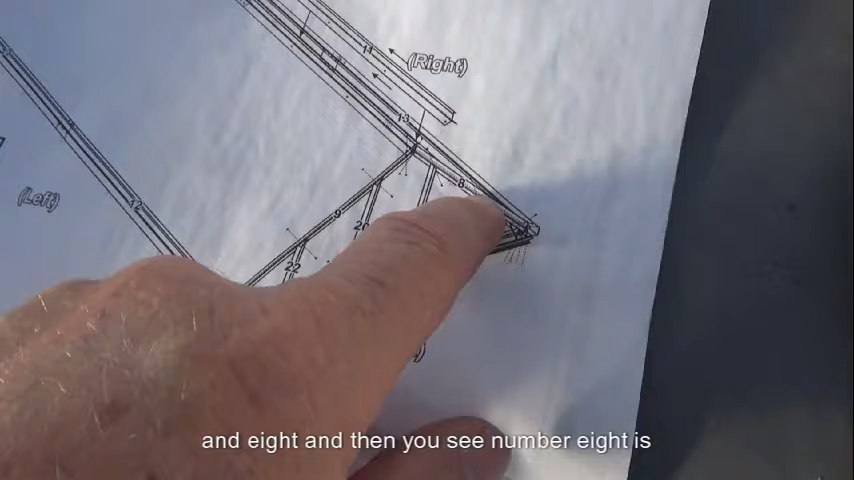 11
(Right)
13
8
12
(Left)
9
20
22
and eight and then you see number eight is